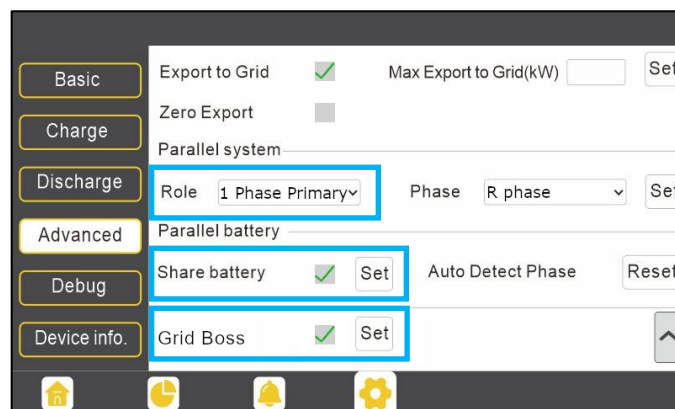 Basic
Charge
Discharge
Advanced
Debug
Device info.
Export to Grid Max Export to Grid(kW) Set
Zero Export
Parallel system
Role 1 Phase Primary Phase R phase Set
Parallel battery
Share battery Set Auto Detect Phase Reset
Grid Boss Set